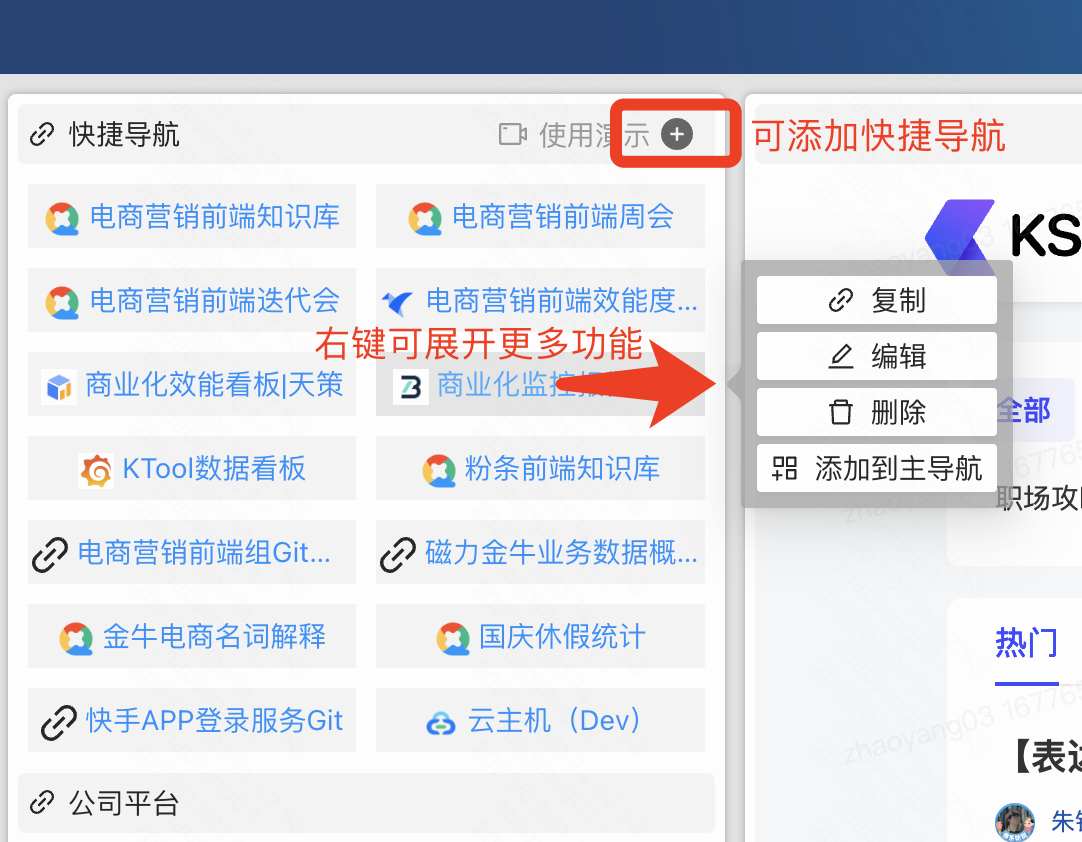 快捷导航
使用演示
可添加快捷导航
电商营销前端知识库
电商营销前端周会
KS
电商营销前端迭代会
电商营销前端效能度...
右键可展开更多功能
商业化效能看板|天策
商业化监控报
复制
编辑
删除
添加到主导航
全部
职场攻
KTool数据看板
粉条前端知识库
电商营销前端组Git...
磁力金牛业务数据概...
金牛电商名词解释
国庆休假统计
热门
快手APP登录服务Git
云主机（Dev）
zhaoyang03 16776
【表达
公司平台
朱